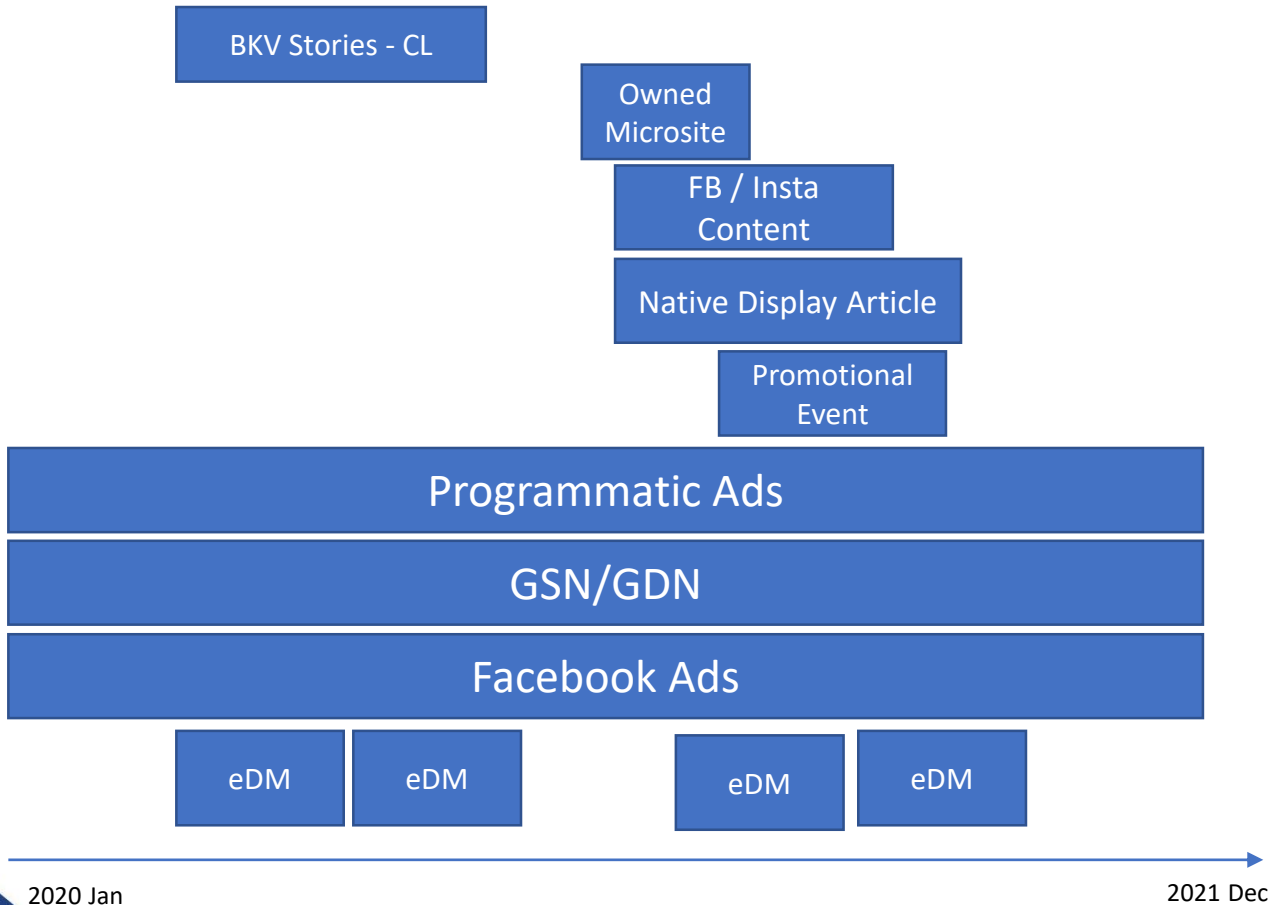 BKV Stories - CL
Owned
Microsite
FB / Insta
Content
Native Display Article
Promotional
Event
Programmatic Ads
GSN/GDN
Facebook Ads
eDM
eDM
eDM
eDM
2020 Jan
2021 Dec